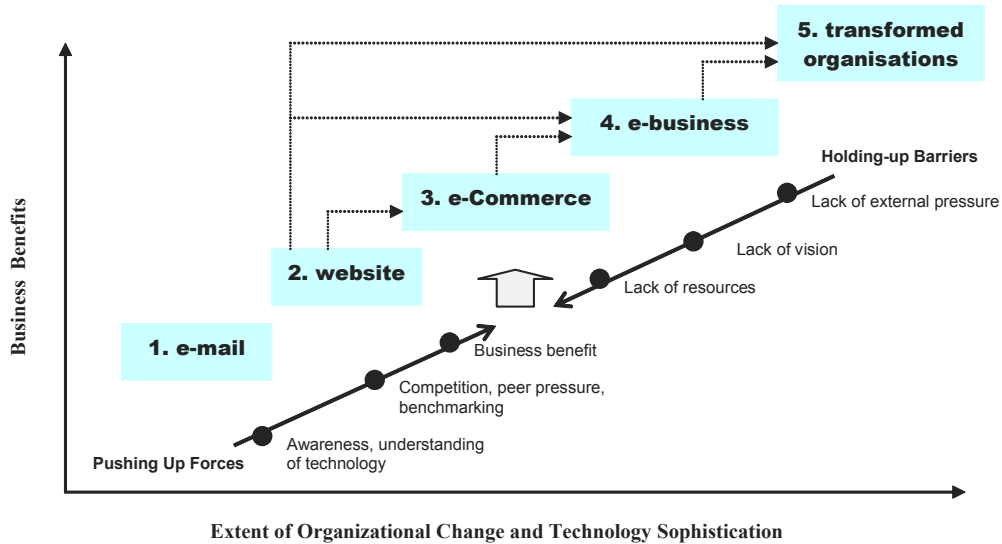 5. transformed
organisations
4. e-business
Holding-up Barriers
3. e-Commerce
Lack of external pressure
Lack of vision
2. website
Lack of resources
Business Benefits
1. e-mail
Business benefit
Competition, peer pressure,
benchmarking
Awareness, understanding
of technology
Pushing Up Forces
Extent of Organizational Change and Technology Sophistication